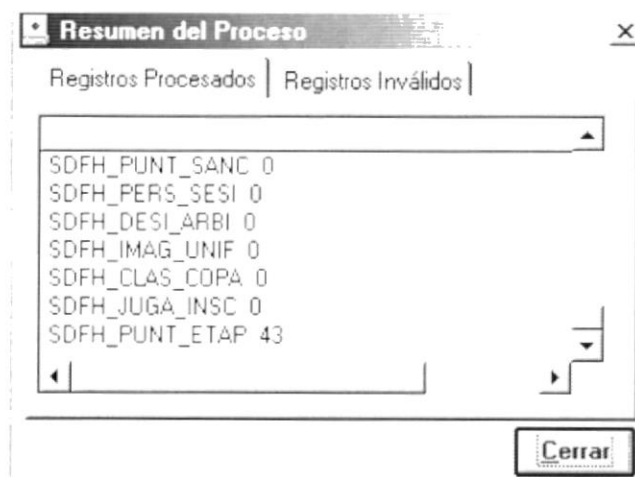 Resumen del Proceso
Registros Procesados
Registros Inválidos
SDFH_PUNT_SANC 0
SDFH_PERS_SESI 0
SDFH_DESI_ARBI 0
SDFH_IMAG_UNIF 0
SDFH_CLAS_COPA 0
SDFH_JUGA_INSC 0
SDFH_PUNT_ETAP 43
Cerrar